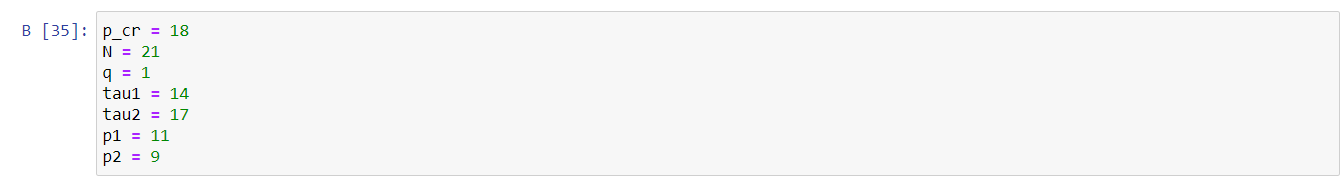 В [35]: p_cr = 18
N = 21
q = 1
tau1 = 14
tau2 = 17
p1 = 11
p2 = 9